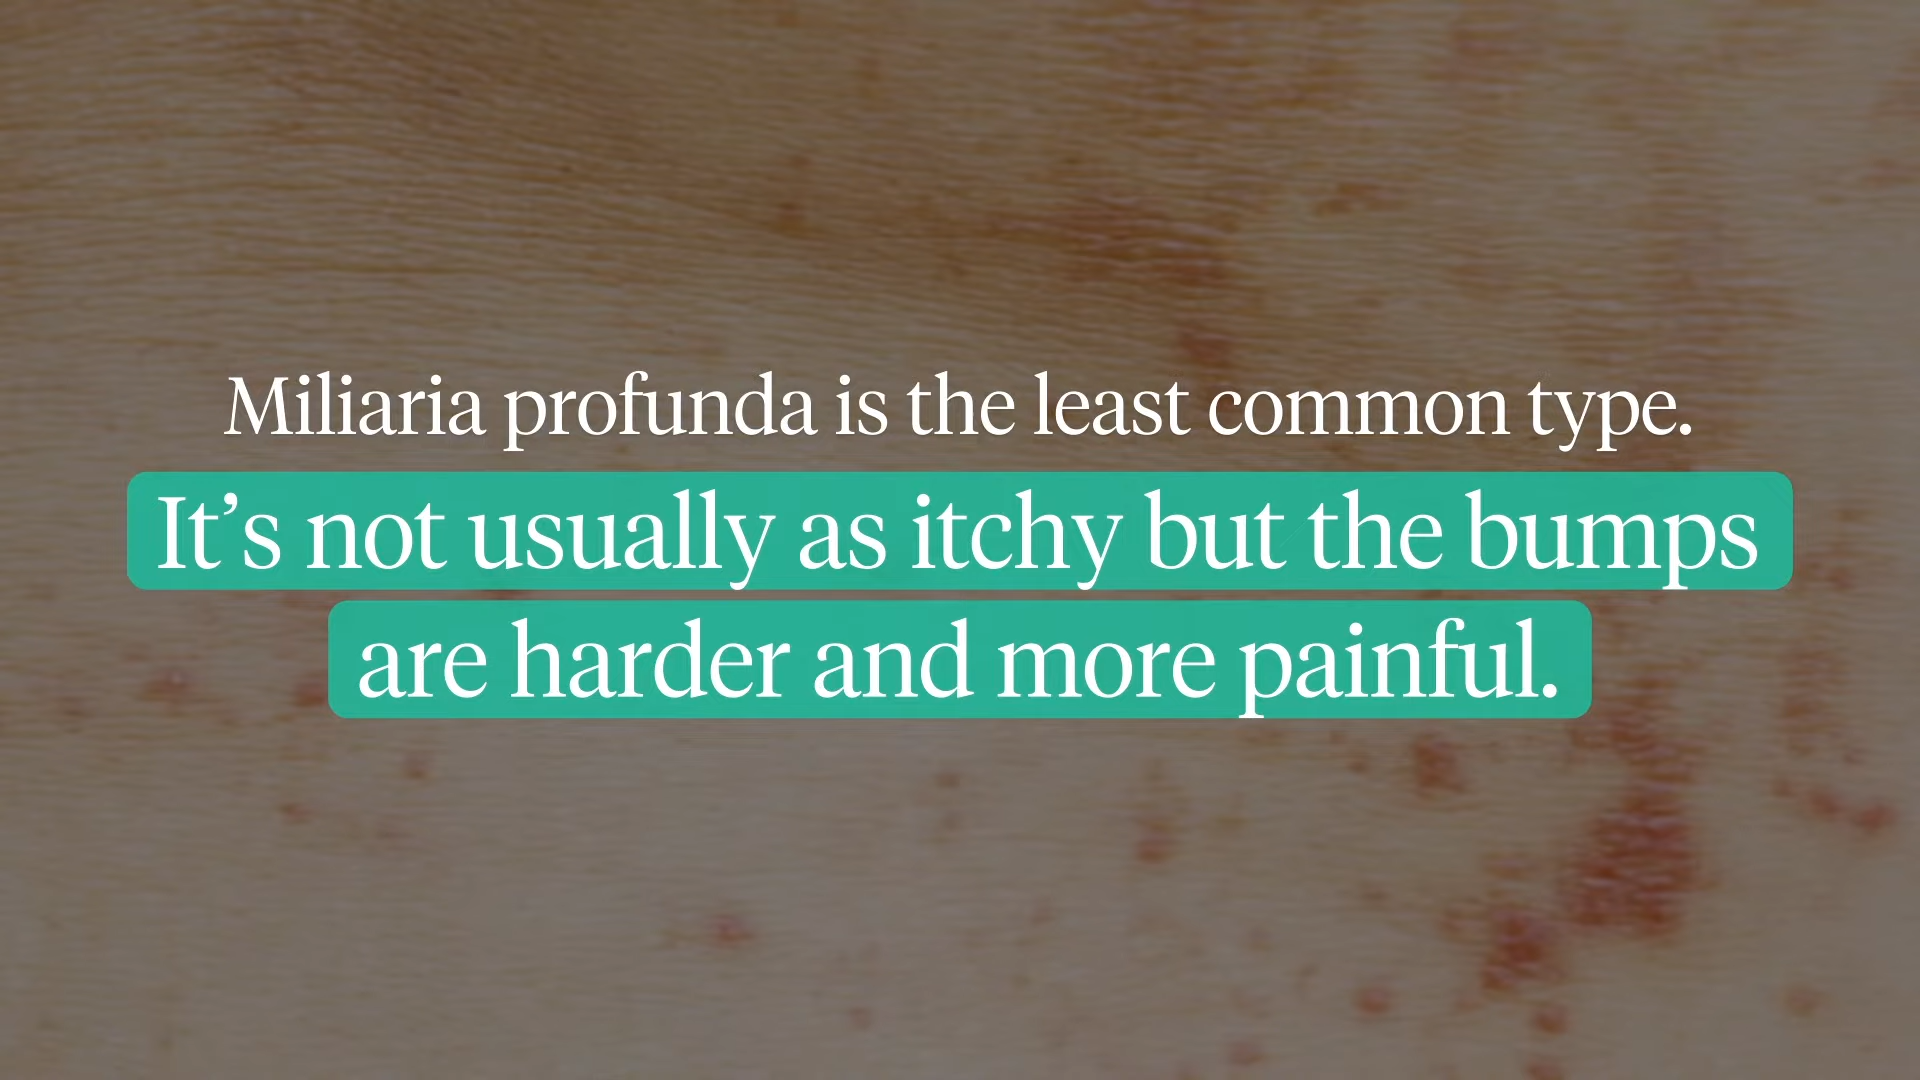 Miliaria profunda is the least common type.
It’s not usually as itchy but the bumps
are harder and more painful.